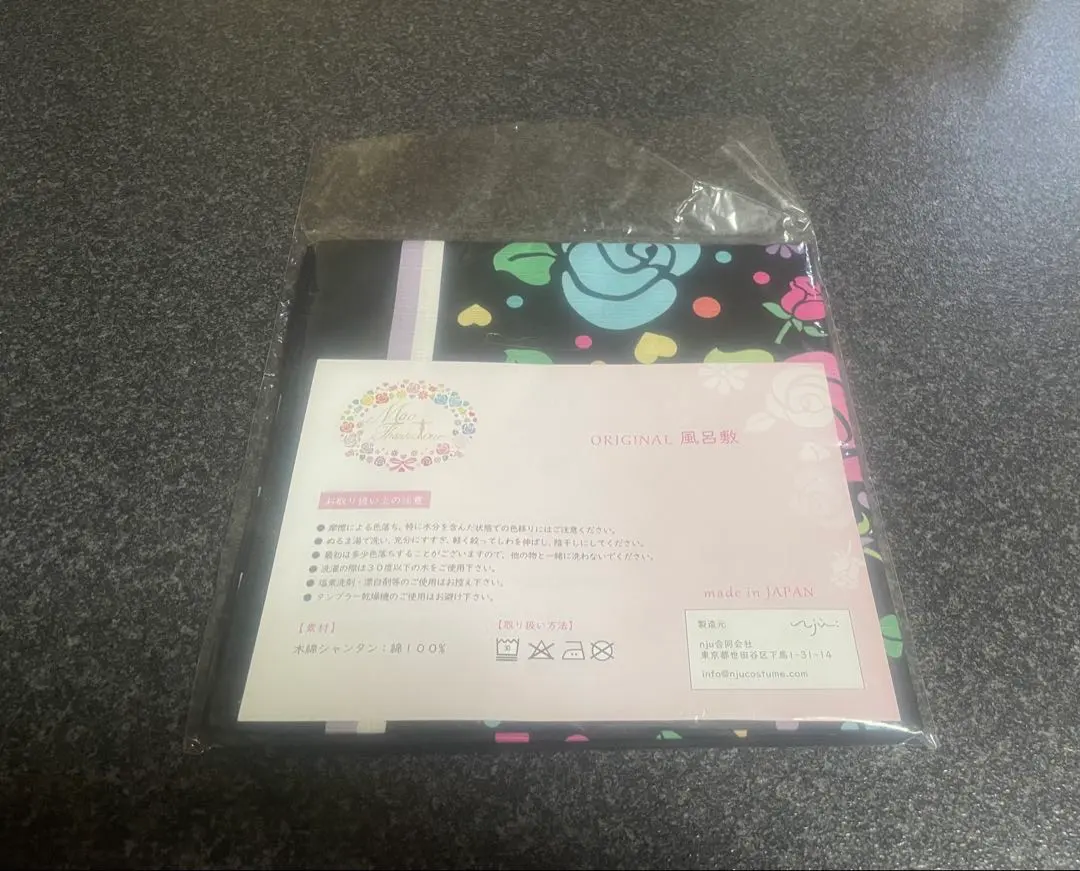 Mao
Thanks Tour
ORIGINAL 風呂敷
お取り扱い上の注意
● 摩擦による色落ち、特に水分を含んだ状態での色移りにはご注意ください。
● ぬるま湯で洗い、充分にすすぎ、軽く絞ってしわを伸ばし、陰干しにしてください。
● 最初は多少色落ちすることがございますので、他の物と一緒に洗わないでください。
● 洗濯の際は30度以下の水をご使用下さい。
● 塩素洗剤・漂白剤等のご使用はお控え下さい。
● タンブラー乾燥機のご使用はお避け下さい。
【素材】
木綿シャンタン：綿100%
【取り扱い方法】
30
made in JAPAN
製造元
nju
nju合同会社
東京都世田谷区下馬1-31-14
info@njucostume.com